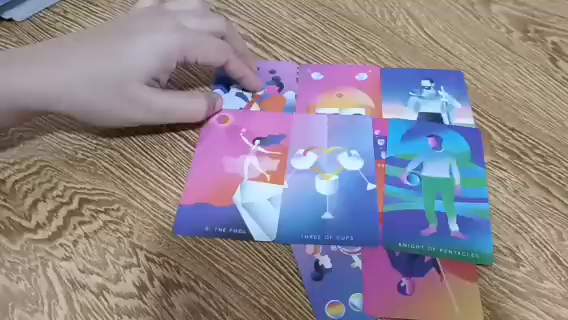 0. THE FOOL
THREE OF CUPS
KNIGHT OF PENTACLES